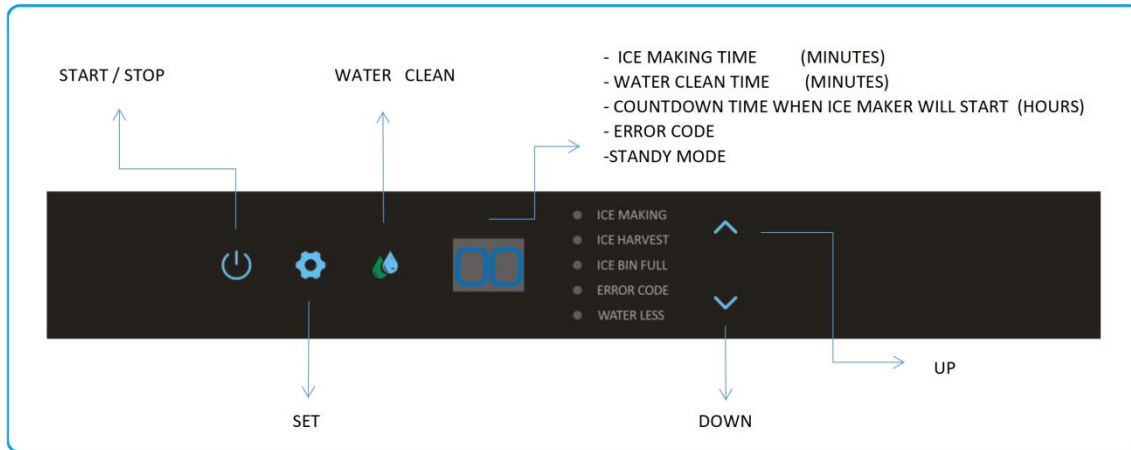 START / STOP
WATER CLEAN
- ICE MAKING TIME (MINUTES)
- WATER CLEAN TIME (MINUTES)
- COUNTDOWN TIME WHEN ICE MAKER WILL START (HOURS)
- ERROR CODE
-STANDY MODE
00
ICE MAKING
ICE HARVEST
ICE BIN FULL
ERROR CODE
WATER LESS
UP
SET
DOWN